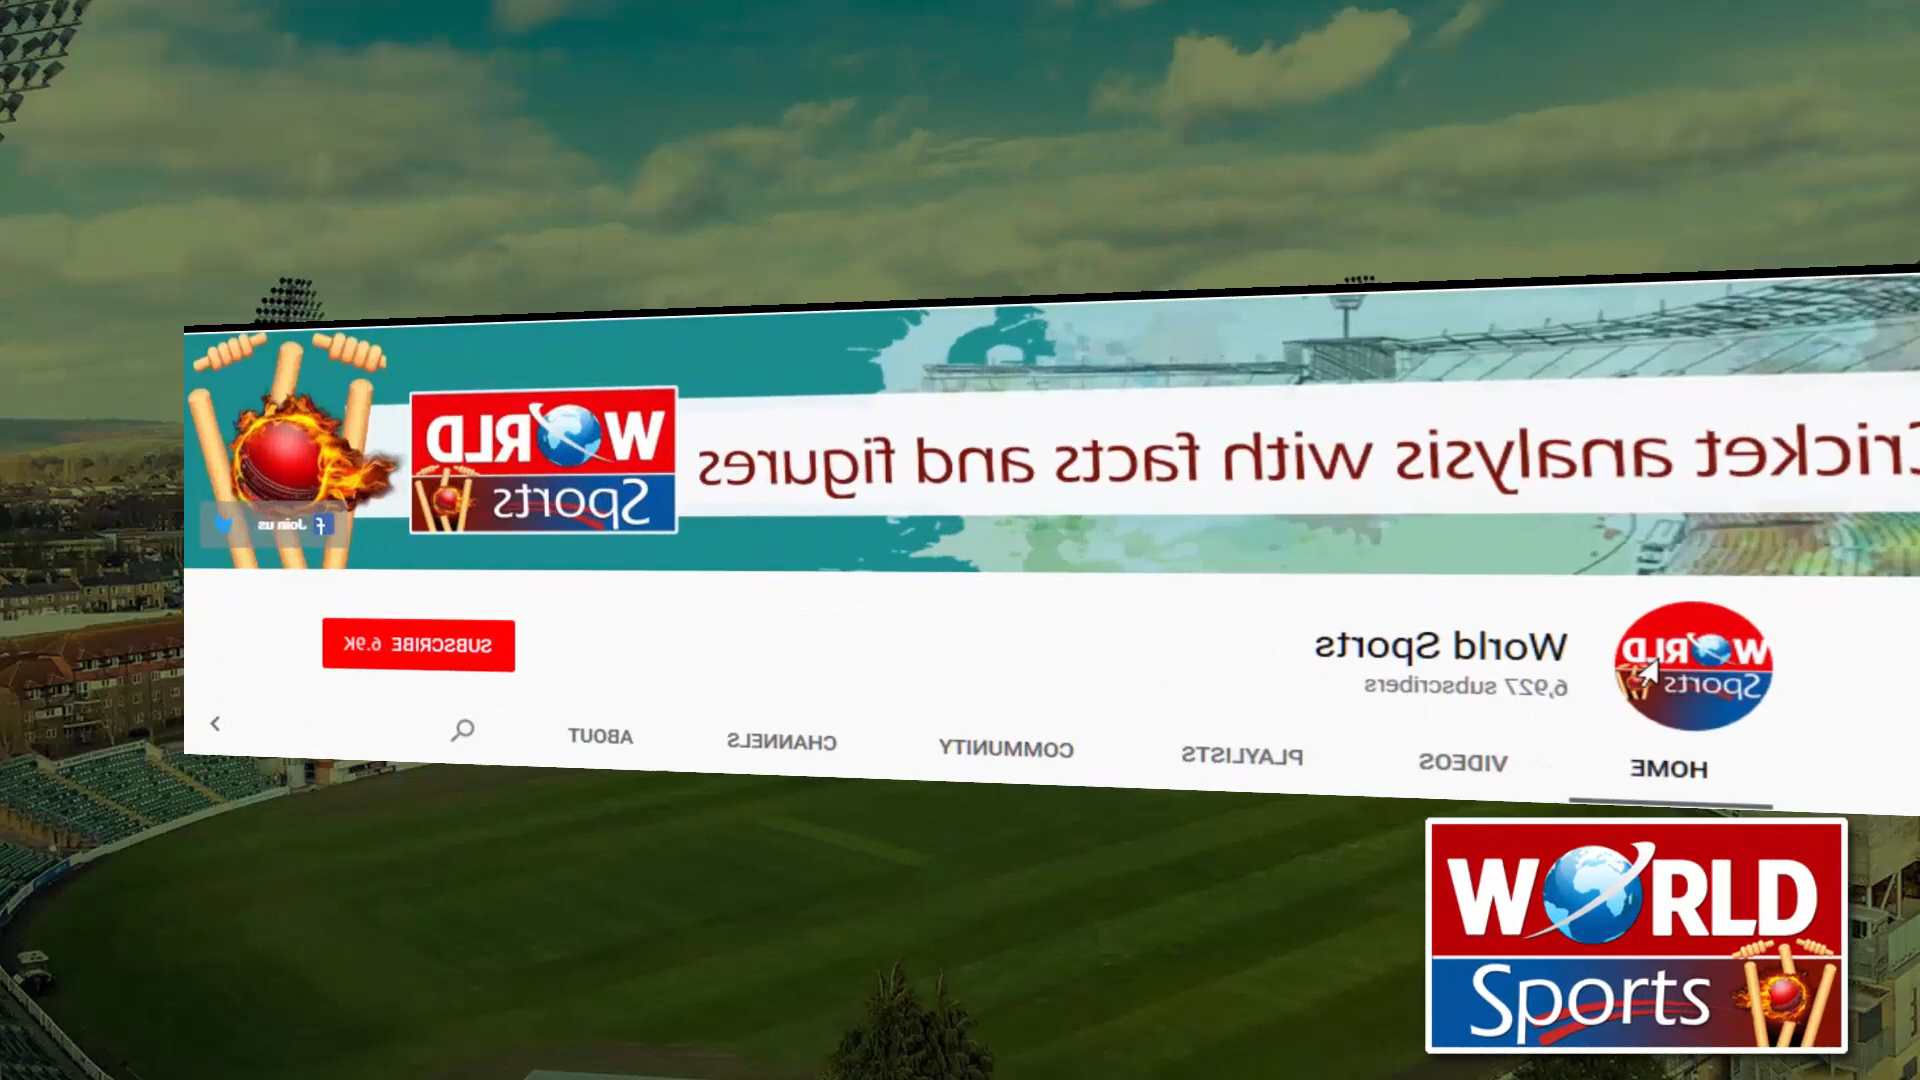 Cricket analysis with facts and figures
WORLD
Sports
f Join us
World Sports
6,927 subscribers
SUBSCRIBE 6.9K
WORLD
Sports
HOME
VIDEOS
PLAYLISTS
COMMUNITY
CHANNELS
ABOUT
WORLD
Sports